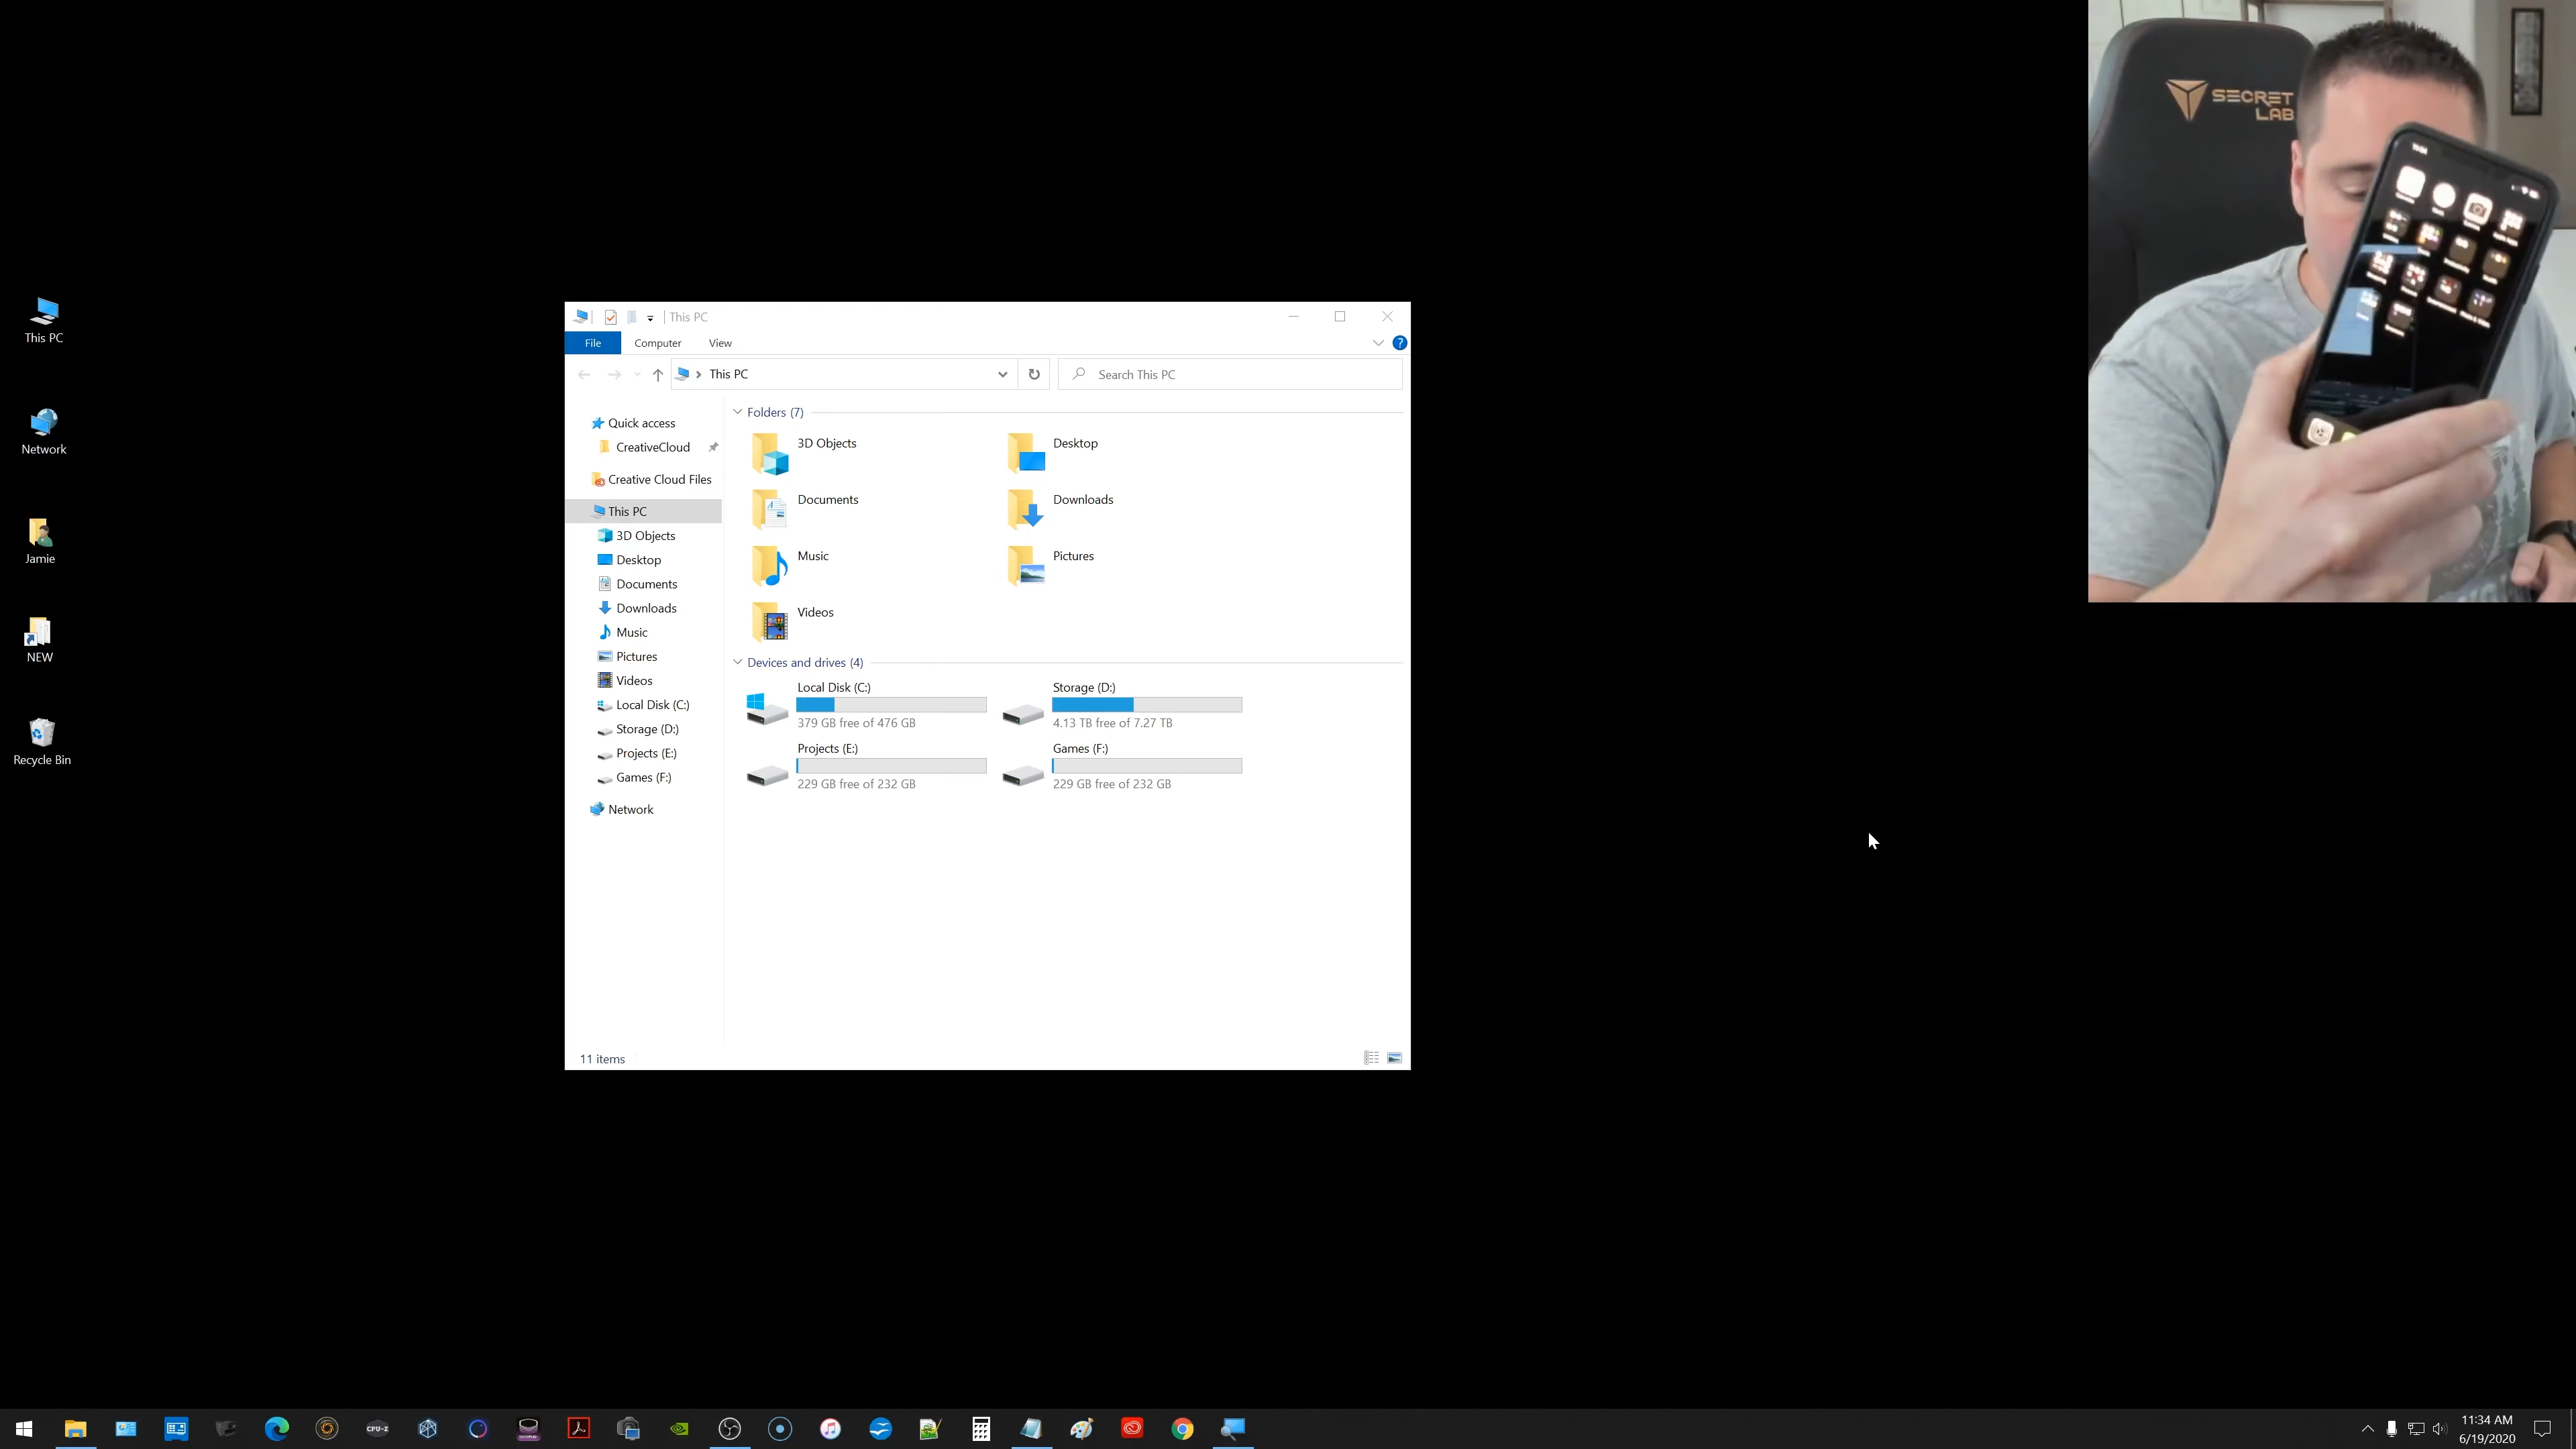 This PC
Network
Jamie
NEW
Recycle Bin
This PC
File
Computer
View
This PC
Search This PC
Quick access
CreativeCloud
Creative Cloud Files
This PC
3D Objects
Desktop
Documents
Downloads
Music
Pictures
Videos
Local Disk (C:)
Storage (D:)
Projects (E:)
Games (F:)
Network
Folders (7)
3D Objects
Desktop
Documents
Downloads
Music
Pictures
Videos
Devices and drives (4)
Local Disk (C:)
379 GB free of 476 GB
Storage (D:)
4.13 TB free of 7.27 TB
Projects (E:)
229 GB free of 232 GB
Games (F:)
229 GB free of 232 GB
11 items
SECRET
LAB
CPU-Z
11:34 AM
6/19/2020